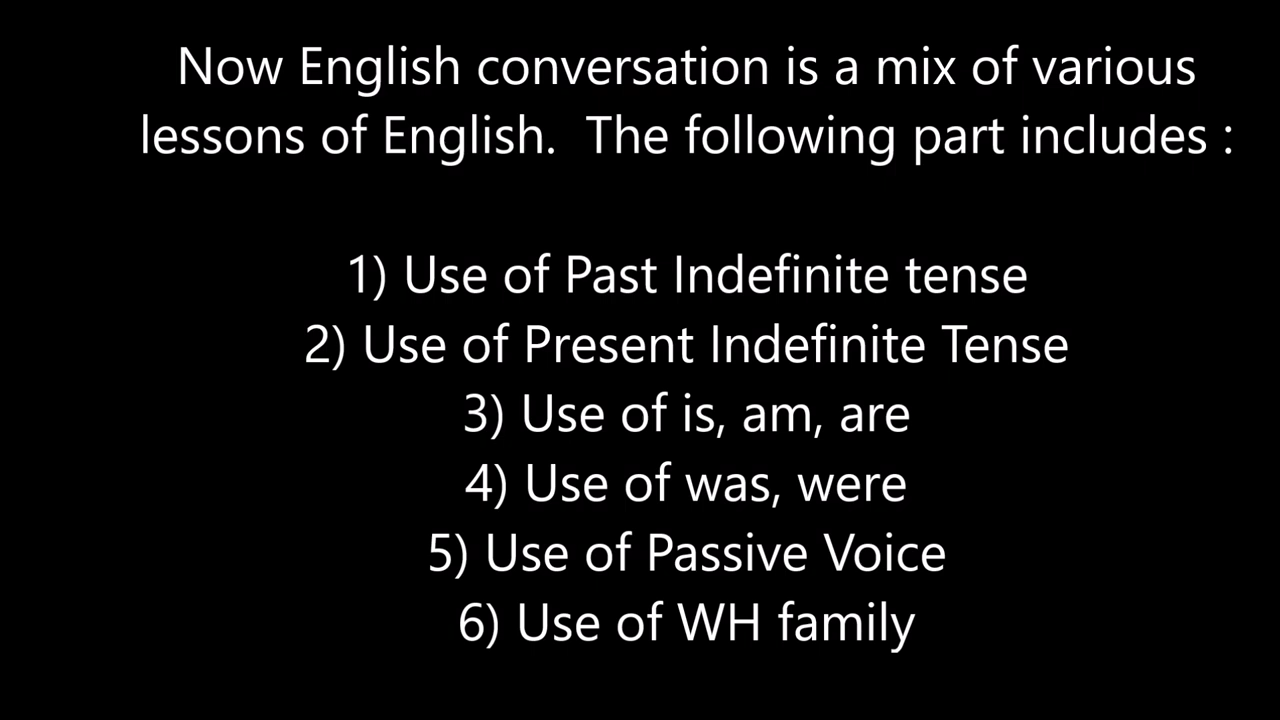 Now English conversation is a mix of various
lessons of English.  The following part includes :
1) Use of Past Indefinite tense
2) Use of Present Indefinite Tense
3) Use of is, am, are
4) Use of was, were
5) Use of Passive Voice
6) Use of WH family